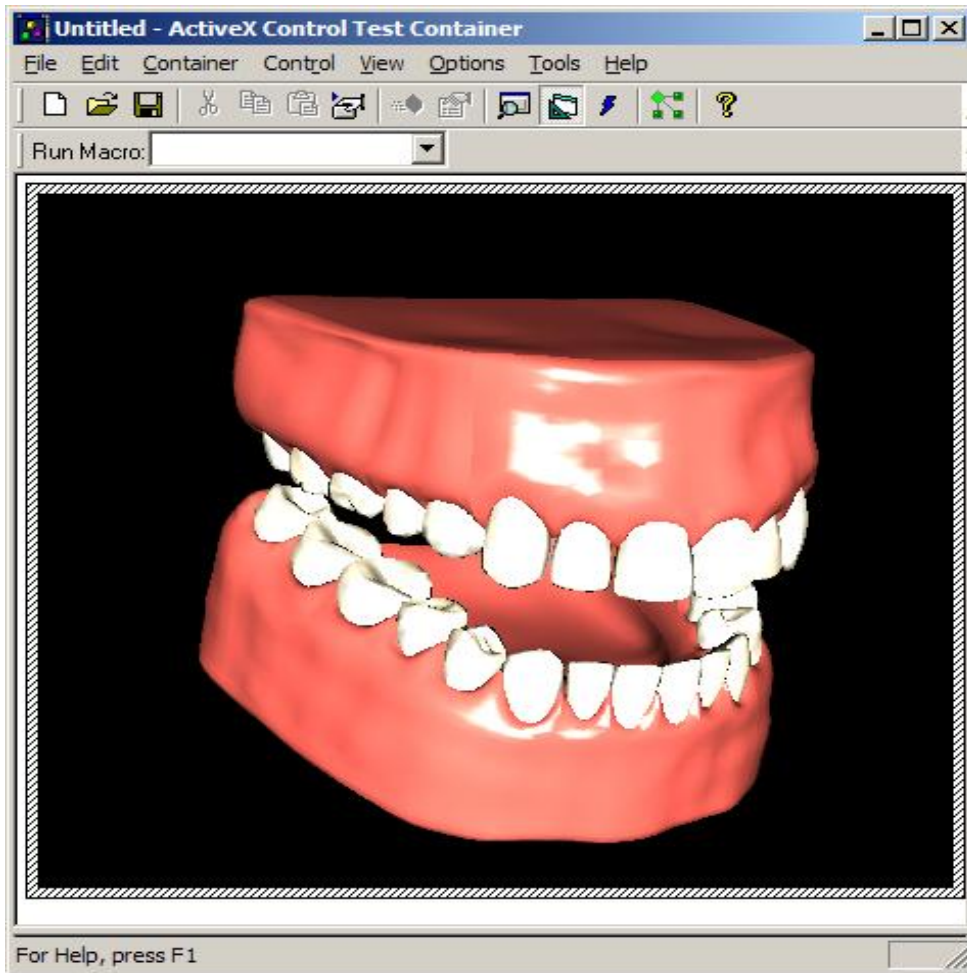 Untitled - ActiveX Control Test Container
File Edit Container Control View Options Tools Help
Run Macro:
For Help, press F1